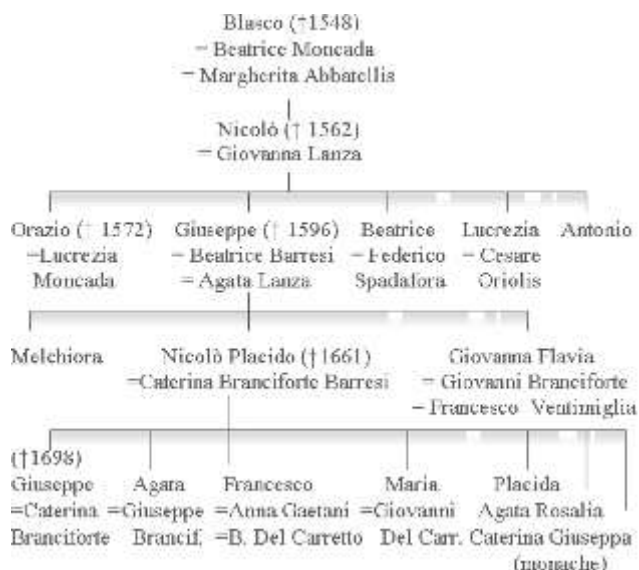 Blasco (†1548)
= Beatrice Moncada
= Margherita Abbatellis
Nicolò († 1562)
= Giovanna Lanza
Orazio († 1572) Giuseppe († 1596) Beatrice Lucrezia Antonio
=Lucrezia = Beatrice Barresi = Federico = Cesare
Moncada = Agata Lanza Spadafora Oriolis
Melchiora Nicolò Placido (†1661) Giovanna Flavia
=Caterina Branciforte Barresi = Giovanni Branciforte
= Francesco Ventimiglia
(†1698)
Giuseppe Agata Francesco Maria Placida
=Caterina =Giuseppe =Anna Gaetani =Giovanni Agata Rosalia
Branciforte Brancif. =B. Del Carretto Del Carr. Caterina Giuseppa
(monache)